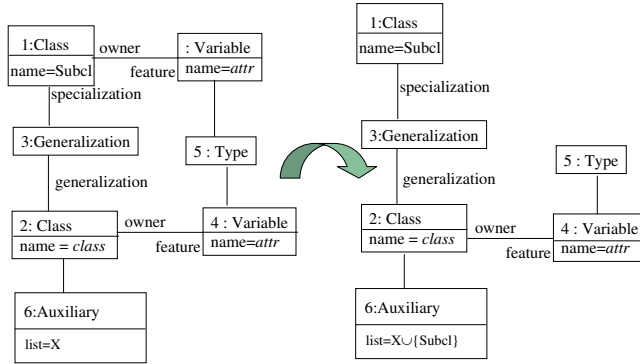 1:Class
name=Subcl
owner
feature
: Variable
name=attr
specialization
3:Generalization
5 : Type
generalization
2: Class
name = class
owner
feature
4 : Variable
name=attr
6:Auxiliary
list=X
1:Class
name=Subcl
specialization
3:Generalization
5 : Type
generalization
2: Class
name = class
owner
feature
4 : Variable
name=attr
6:Auxiliary
list=X∪{Subcl}